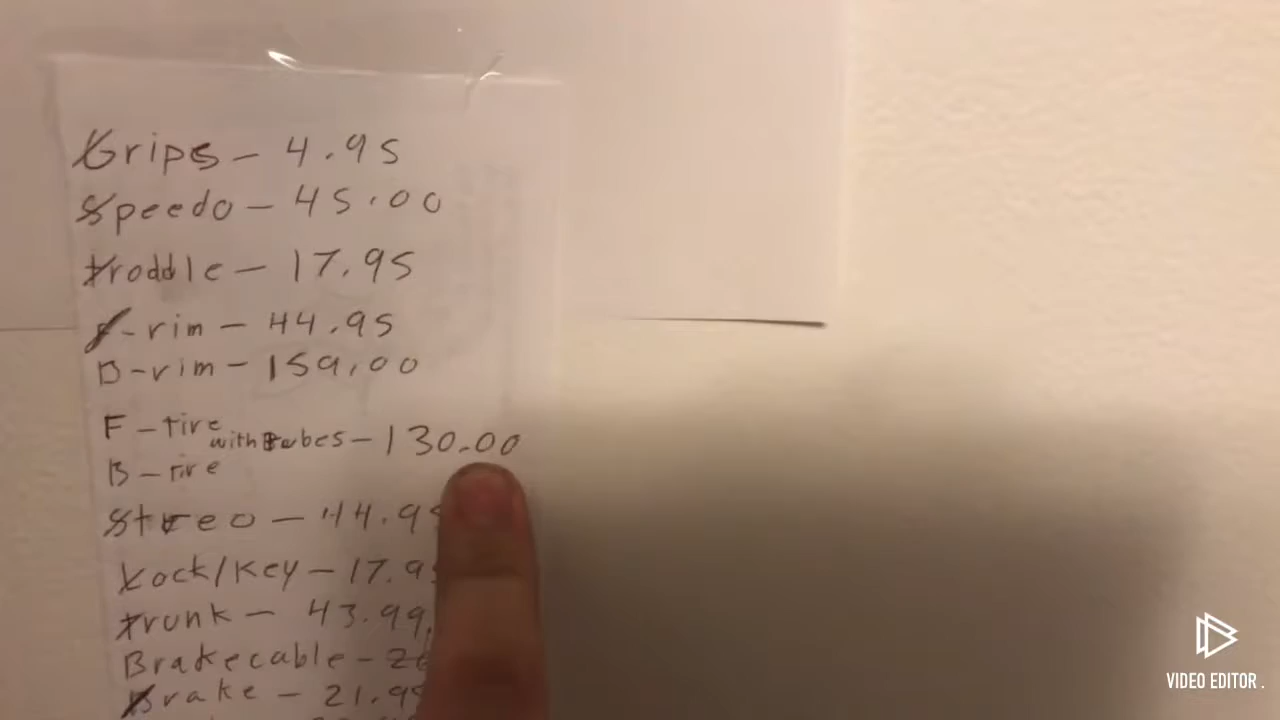 Grips - 4.95
Speedo - 45.00
troddle - 17.95
f-rim - 44.95
B-rim - 159.00
F-tire
with tubes - 130.00
B-tire
Stereo - 44.9
Lock/Key - 17.9
trunk - 43.99
Brakecable -
Brake - 21.95
VIDEO EDITOR.